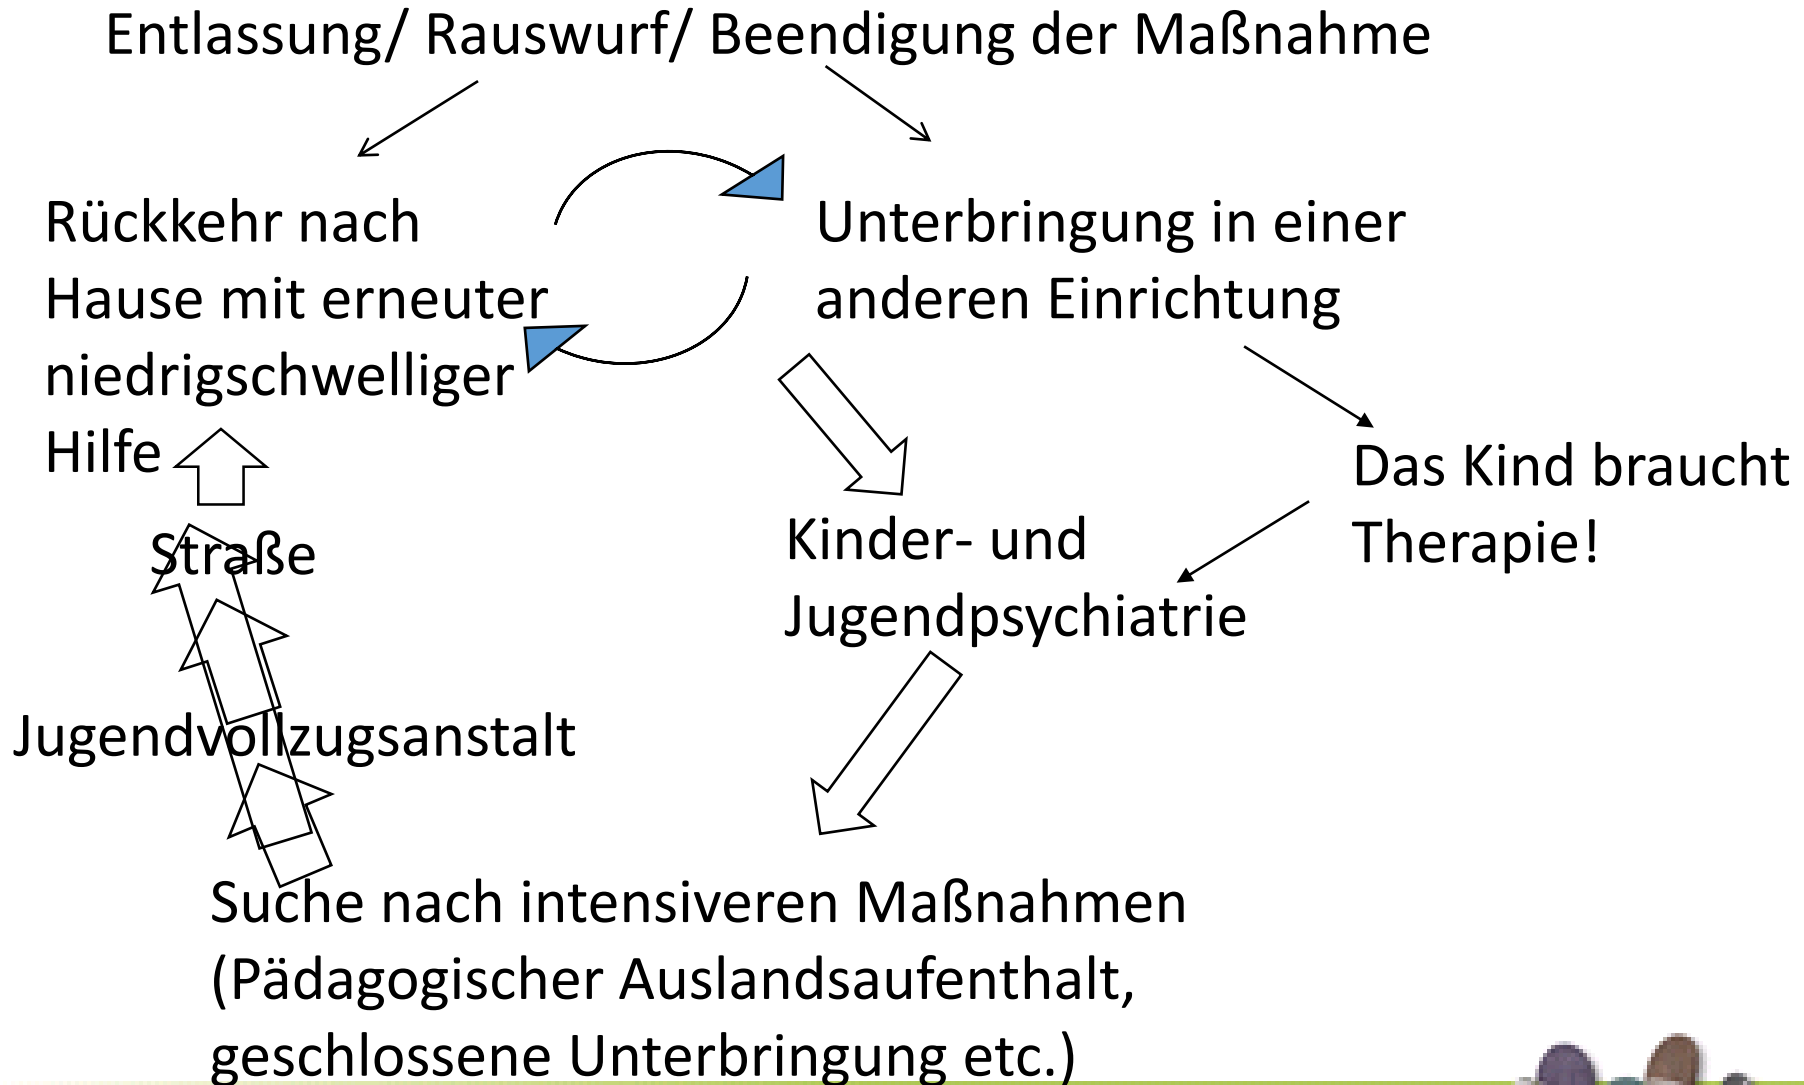 Entlassung/ Rauswurf/ Beendigung der Maßnahme
Rückkehr nach
Hause mit erneuter
niedrigschwelliger
Hilfe
Unterbringung in einer
anderen Einrichtung
Das Kind braucht
Therapie!
Kinder- und
Jugendpsychiatrie
Straße
Jugendvollzugsanstalt
Suche nach intensiveren Maßnahmen
(Pädagogischer Auslandsaufenthalt,
geschlossene Unterbringung etc.)